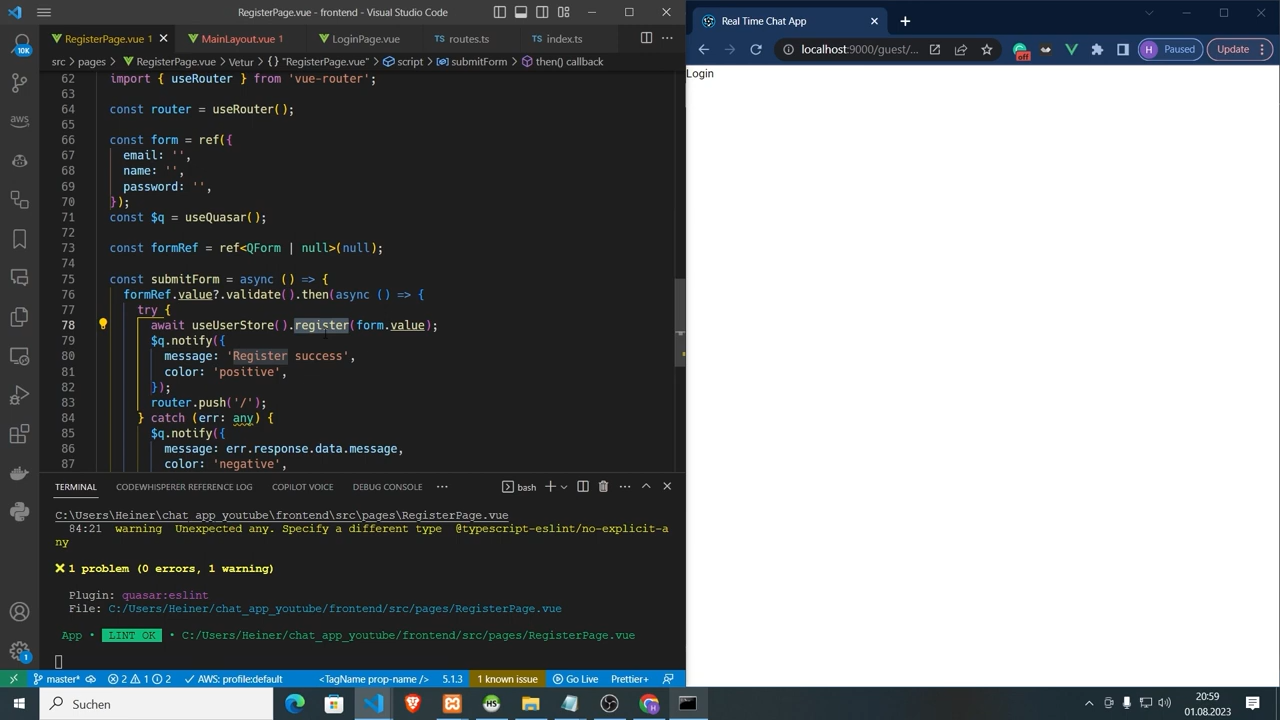 RegisterPage.vue - frontend - Visual Studio Code
RegisterPage.vue 1
MainLayout.vue 1
LoginPage.vue
routes.ts
index.ts
src > pages > RegisterPage.vue > Vetur > {} "RegisterPage.vue" > script > submitForm > then() callback
62 import { useRouter } from 'vue-router';
63
64 const router = useRouter();
65
66 const form = ref({
67 email: '',
68 name: '',
69 password: '',
70 });
71 const $q = useQuasar();
72
73 const formRef = ref<QForm | null>(null);
74
75 const submitForm = async () => {
76 formRef.value?.validate().then(async () => {
77 try {
78 await useUserStore().register(form.value);
79 $q.notify({
80 message: 'Register success',
81 color: 'positive',
82 });
83 router.push('/');
84 } catch (err: any) {
85 $q.notify({
86 message: err.response.data.message,
87 color: 'negative',
10K
aws
1
TERMINAL
CODEWHISPERER REFERENCE LOG
COPILOT VOICE
DEBUG CONSOLE
bash
C:\Users\Heiner\chat_app_youtube\frontend\src\pages\RegisterPage.vue
84:21 warning Unexpected any. Specify a different type @typescript-eslint/no-explicit-a
ny
1 problem (0 errors, 1 warning)
Plugin: quasar:eslint
File: C:/Users/Heiner/chat_app_youtube/frontend/src/pages/RegisterPage.vue
App • LINT OK • C:/Users/Heiner/chat_app_youtube/frontend/src/pages/RegisterPage.vue
master*
2 1 2
AWS: profile:default
<TagName prop-name />
5.1.3
1 known issue
Go Live
Prettier+
Real Time Chat App
localhost:9000/guest/...
off
H Paused
Update
Login
Suchen
HS
20:59
01.08.2023